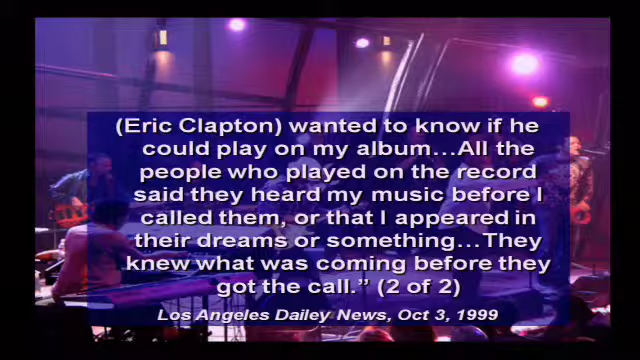 (Eric Clapton) wanted to know if he
could play on my album...All the
people who played on the record
said they heard my music before I
called them, or that I appeared in
their dreams or something...They
knew what was coming before they
got the call.” (2 of 2)
Los Angeles Dailey News, Oct 3, 1999